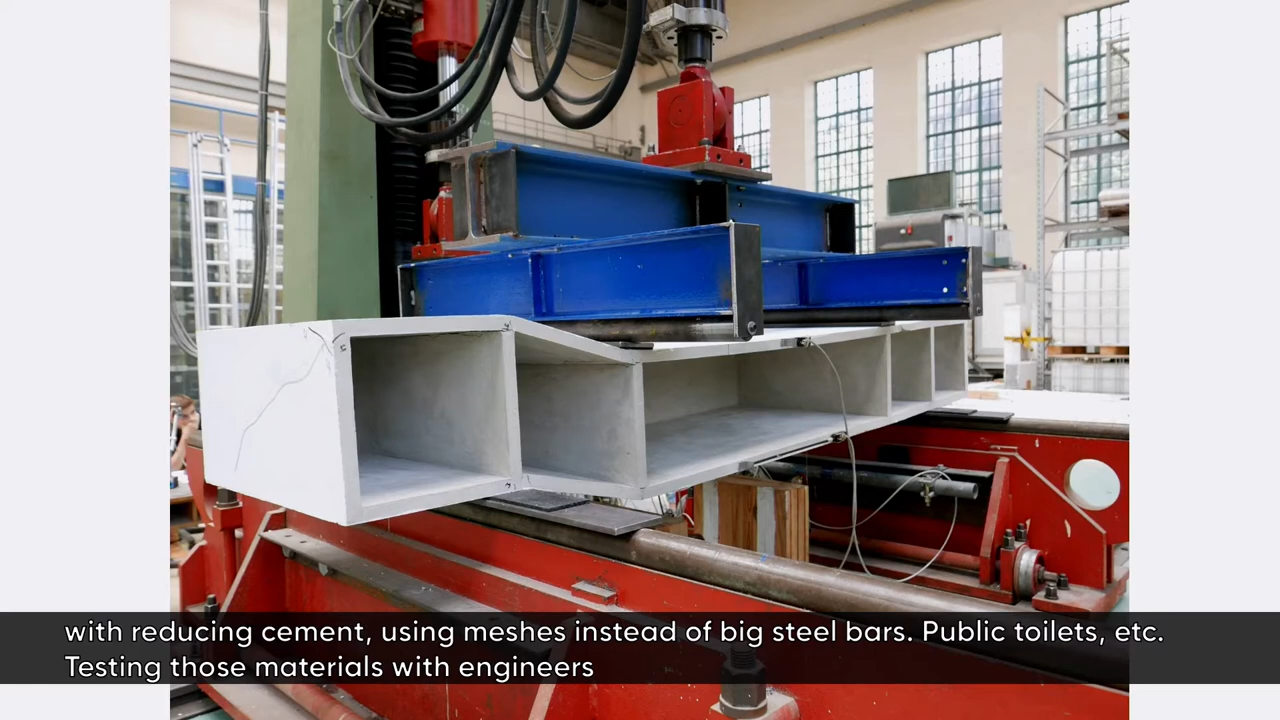 with reducing cement, using meshes instead of big steel bars. Public toilets, etc.
Testing those materials with engineers